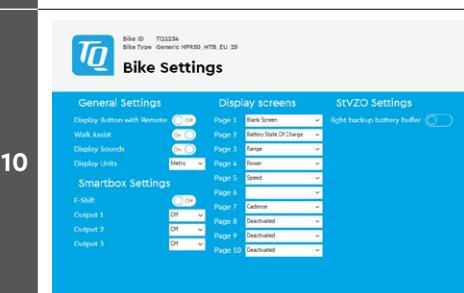 TQ
Bike ID TQ1234
Bike Type Generic HPR50_MTB_EU_25
Bike Settings
General Settings
Display Button with Remote Off
Walk Assist On
Display Sounds On
Display Units Metric
Smartbox Settings
E-Shift Off
Output 1 Off
Output 2 Off
Output 3 Off
Display screens
Page 1 Blank Screen
Page 2 Battery State Of Charge
Page 3 Range
Page 4 Power
Page 5 Speed
Page 6
Page 7 Cadence
Page 8 Deactivated
Page 9 Deactivated
Page 10 Deactivated
StVZO Settings
light backup battery buffer
10